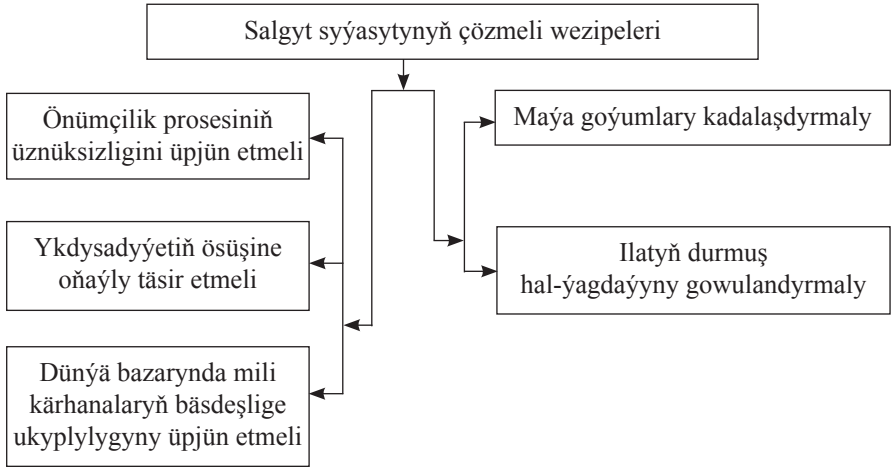 Salgyt syýasytynyň çözmeli wezipeleri
Önümçilik prosesiniň
üznüksizligini üpjün etmeli
Ykdysadyýetiň ösüşine
oňaýly täsir etmeli
Dünýä bazarynda mili
kärhanalaryň bäsdeşlige
ukyplylygyny üpjün etmeli
Maýa goýumlary kadalaşdyrmaly
Ilatyň durmuş
hal-ýagdaýyny gowulandyrmaly